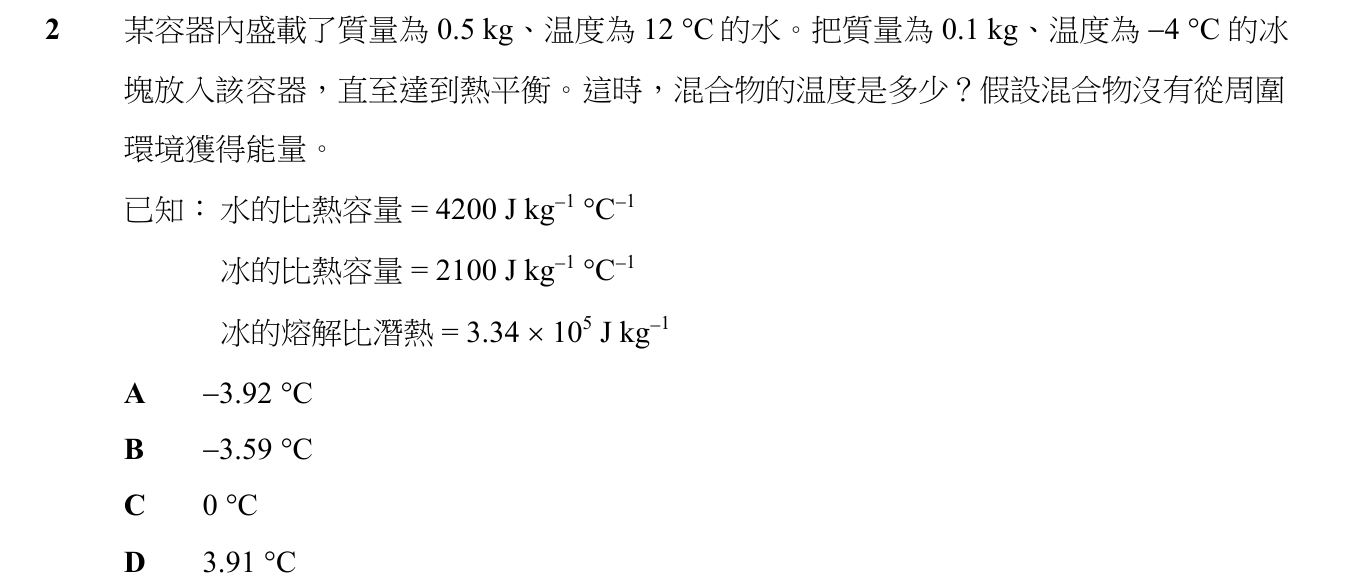 2 某容器內盛載了質量為 0.5 kg、温度為 12 °C 的水。把質量為 0.1 kg、温度為 –4 °C 的冰
塊放入該容器，直至達到熱平衡。這時，混合物的温度是多少？假設混合物沒有從周圍
環境獲得能量。
已知： 水的比熱容量 = 4200 J kg⁻¹ °C⁻¹
冰的比熱容量 = 2100 J kg⁻¹ °C⁻¹
冰的熔解比潛熱 = 3.34 × 10⁵ J kg⁻¹
A –3.92 °C
B –3.59 °C
C 0 °C
D 3.91 °C